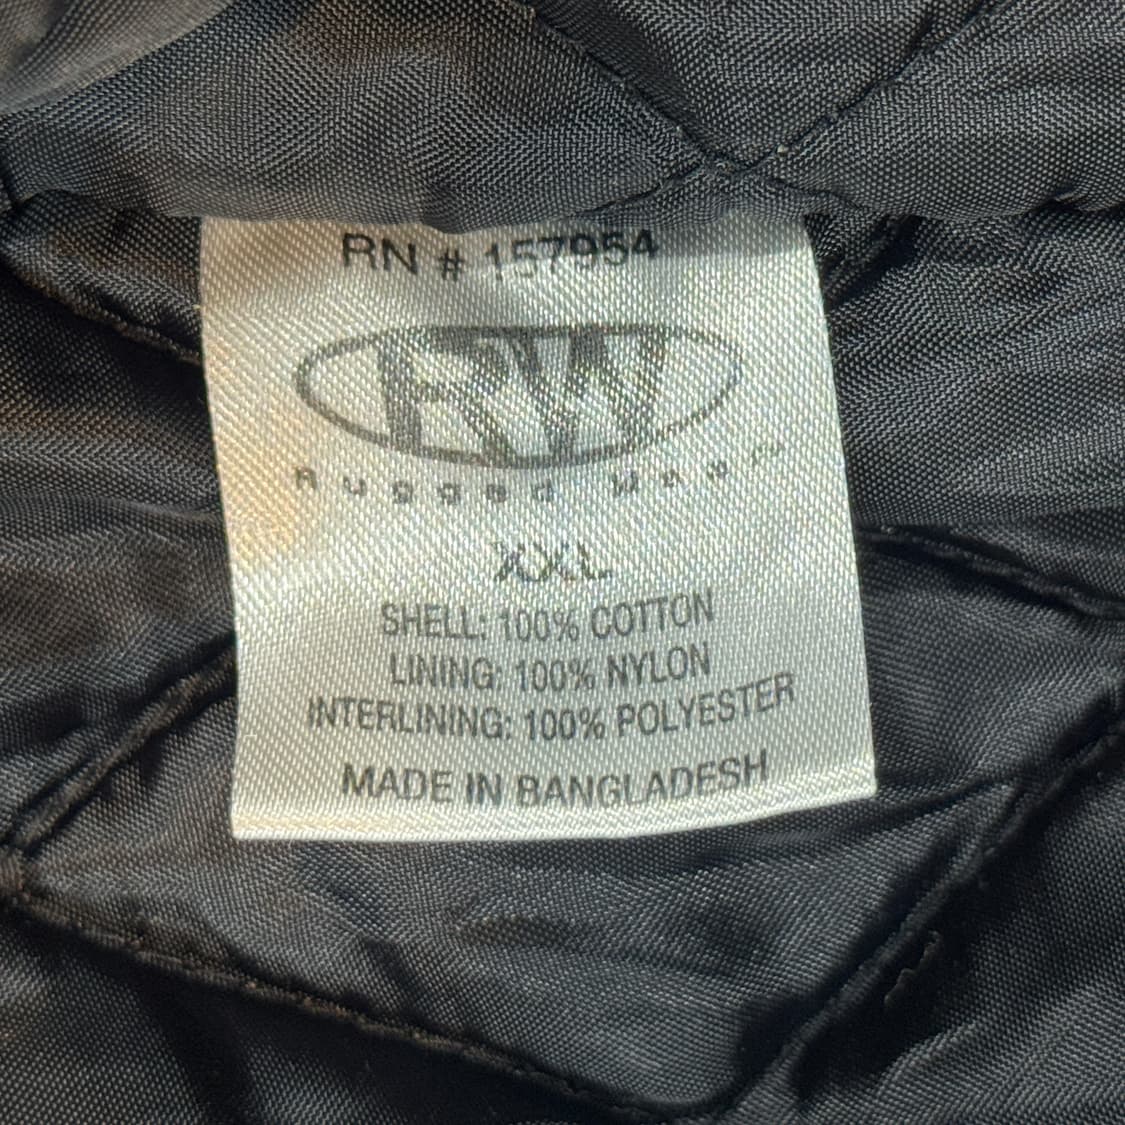 RN # 157954
RW
Rugged Wear
XXL
SHELL: 100% COTTON
LINING: 100% NYLON
INTERLINING: 100% POLYESTER
MADE IN BANGLADESH